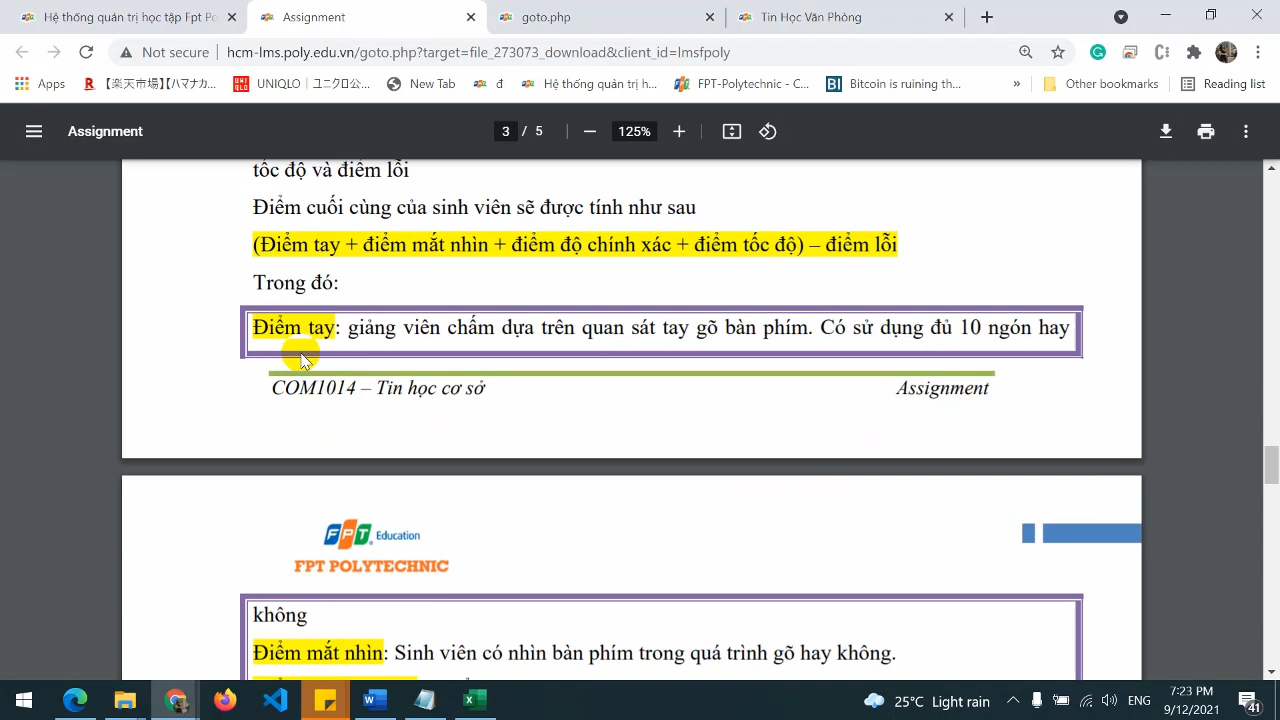 Hệ thống quản trị học tập Fpt Po
Assignment
goto.php
Tin Học Văn Phòng
Not secure
hcm-lms.poly.edu.vn/goto.php?target=file_273073_download&client_id=lmsfpoly
Apps
【楽天市場】【ハマナカ...
UNIQLO | ユニクロ公...
New Tab
đ
Hệ thống quản trị h...
FPT-Polytechnic - C...
Bitcoin is ruining th...
»
Other bookmarks
Reading list
Assignment
3 / 5
125%
tốc độ và điểm lỗi
Điểm cuối cùng của sinh viên sẽ được tính như sau
(Điểm tay + điểm mắt nhìn + điểm độ chính xác + điểm tốc độ) – điểm lỗi
Trong đó:
Điểm tay: giảng viên chấm dựa trên quan sát tay gõ bàn phím. Có sử dụng đủ 10 ngón hay
COM1014 – Tin học cơ sở
Assignment
FPT Education
FPT POLYTECHNIC
không
Điểm mắt nhìn: Sinh viên có nhìn bàn phím trong quá trình gõ hay không.
25°C Light rain
ENG
7:23 PM
9/12/2021
41